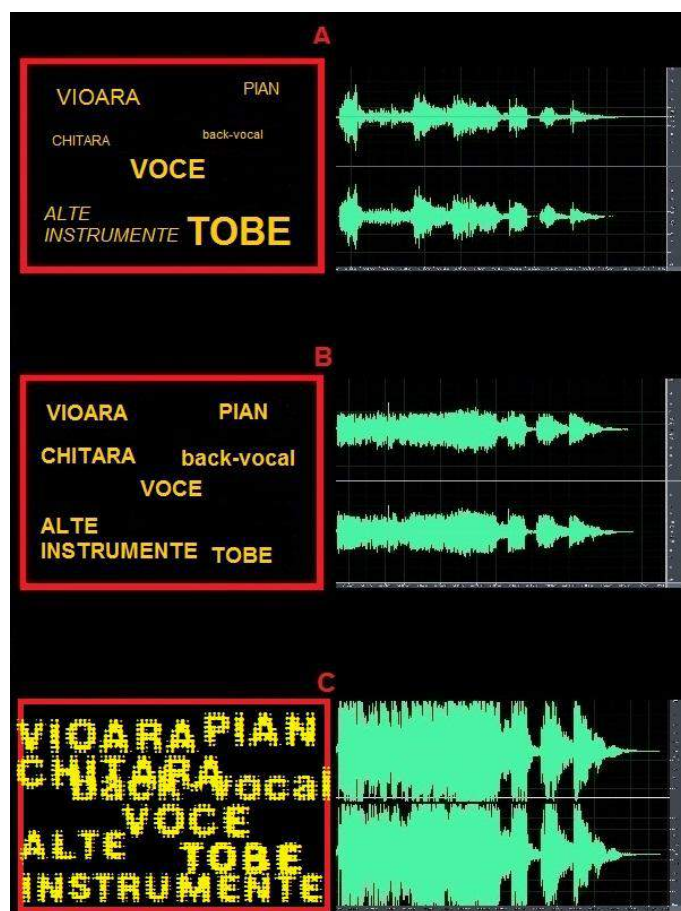 A
VIOARA
PIAN
CHITARA
back-vocal
VOCE
ALTE
INSTRUMENTE TOBE
B
VIOARA PIAN
CHITARA back-vocal
VOCE
ALTE
INSTRUMENTE TOBE
C
VIOARA PIAN
CHITARA
back-vocal
VOCE
ALTE TOBE
INSTRUMENTE